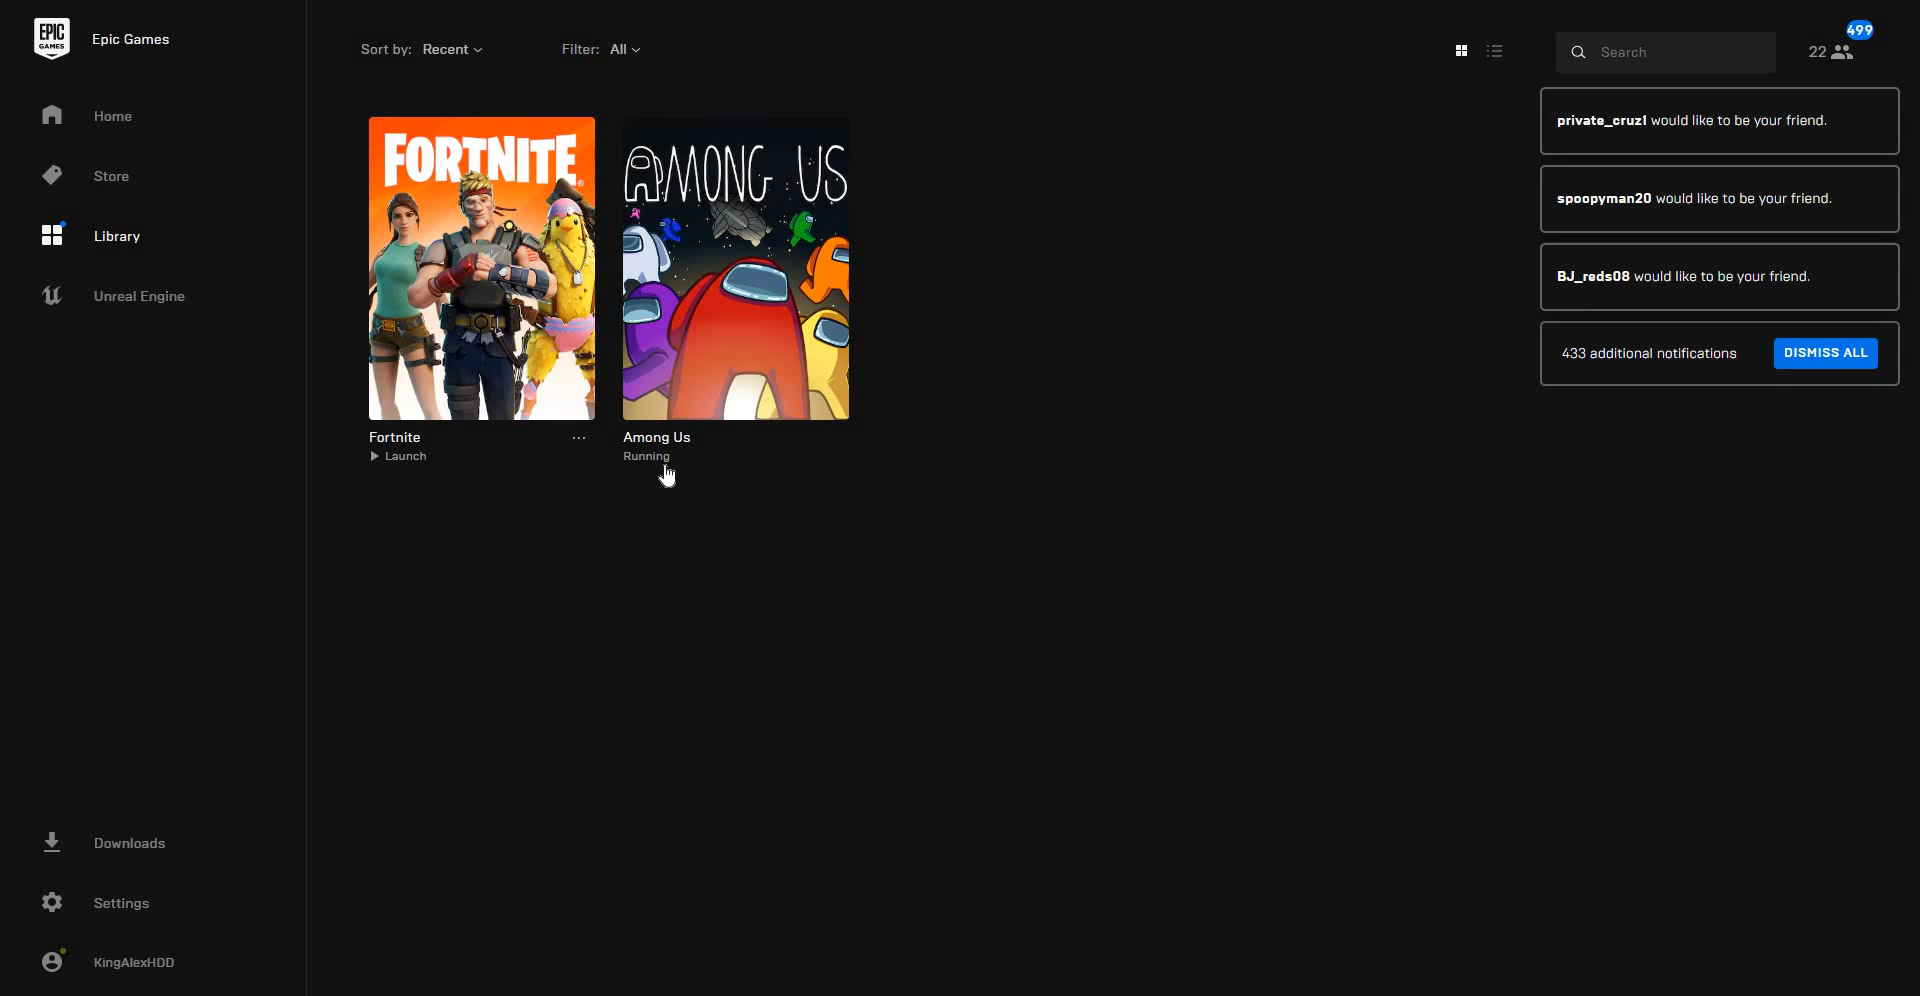 EPIC
GAMES
Epic Games
Home
Store
Library
Unreal Engine
Downloads
Settings
KingAlexHDD
Sort by: Recent
Filter: All
Search
22
499
FORTNITE
Fortnite
...
Launch
AMONG US
Among Us
Running
private_cruz1 would like to be your friend.
spoopyman20 would like to be your friend.
BJ_reds08 would like to be your friend.
433 additional notifications
DISMISS ALL